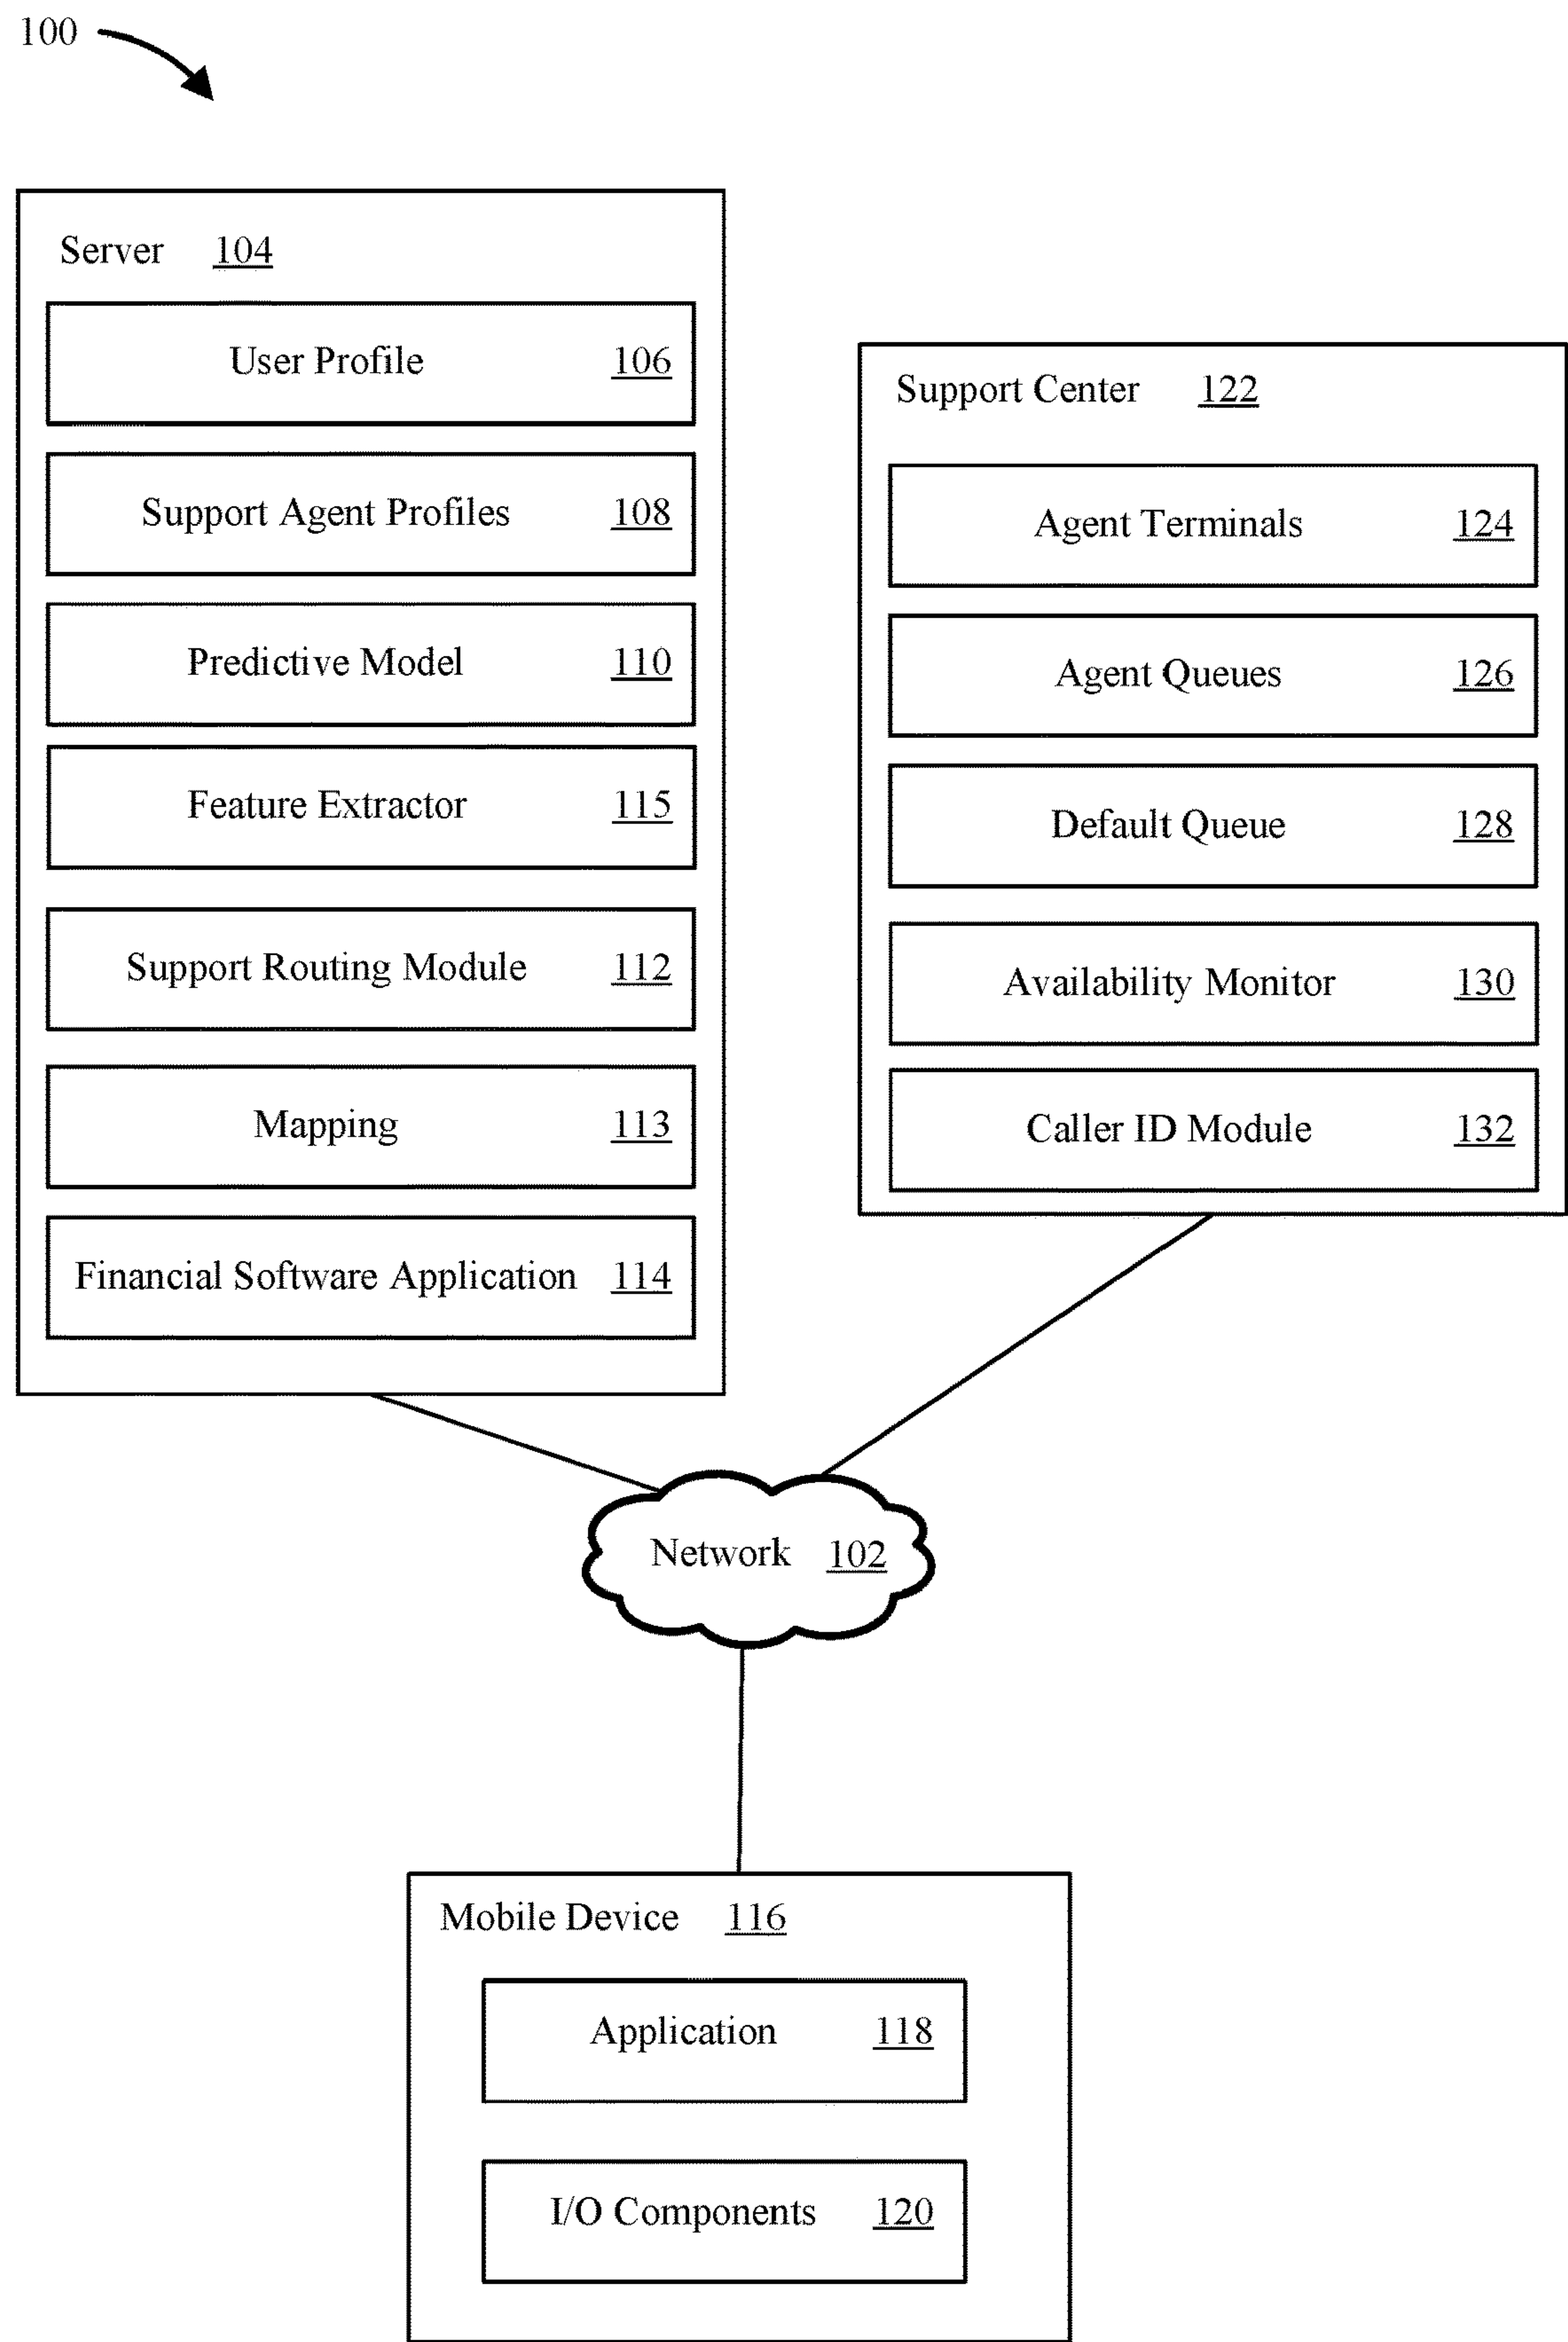 100
Server 104
User Profile 106
Support Agent Profiles 108
Predictive Model 110
Feature Extractor 115
Support Routing Module 112
Mapping 113
Financial Software Application 114
Support Center 122
Agent Terminals 124
Agent Queues 126
Default Queue 128
Availability Monitor 130
Caller ID Module 132
Network 102
Mobile Device 116
Application 118
I/O Components 120